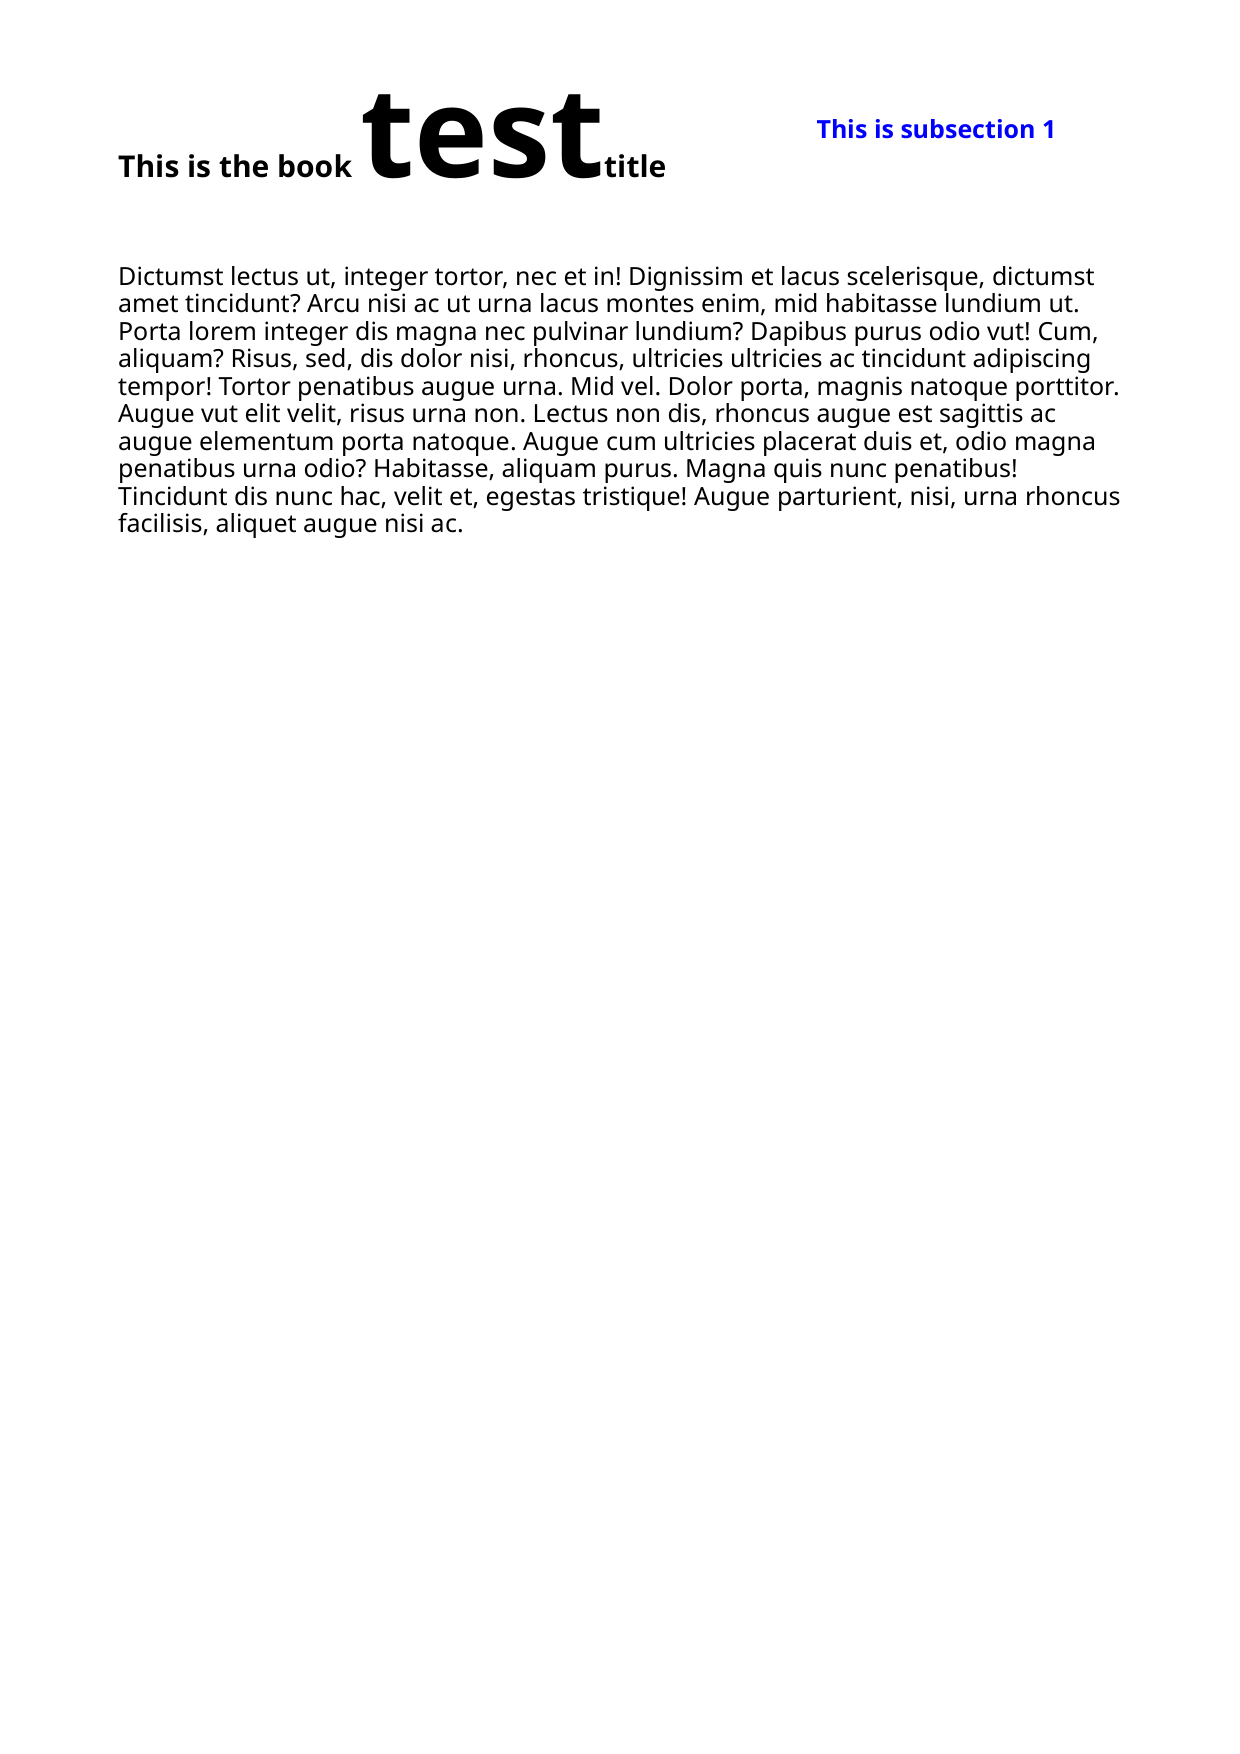 This is the book testtitle
This is subsection 1
Dictumst lectus ut, integer tortor, nec et in! Dignissim et lacus scelerisque, dictumst
amet tincidunt? Arcu nisi ac ut urna lacus montes enim, mid habitasse lundium ut.
Porta lorem integer dis magna nec pulvinar lundium? Dapibus purus odio vut! Cum,
aliquam? Risus, sed, dis dolor nisi, rhoncus, ultricies ultricies ac tincidunt adipiscing
tempor! Tortor penatibus augue urna. Mid vel. Dolor porta, magnis natoque porttitor.
Augue vut elit velit, risus urna non. Lectus non dis, rhoncus augue est sagittis ac
augue elementum porta natoque. Augue cum ultricies placerat duis et, odio magna
penatibus urna odio? Habitasse, aliquam purus. Magna quis nunc penatibus!
Tincidunt dis nunc hac, velit et, egestas tristique! Augue parturient, nisi, urna rhoncus
facilisis, aliquet augue nisi ac.